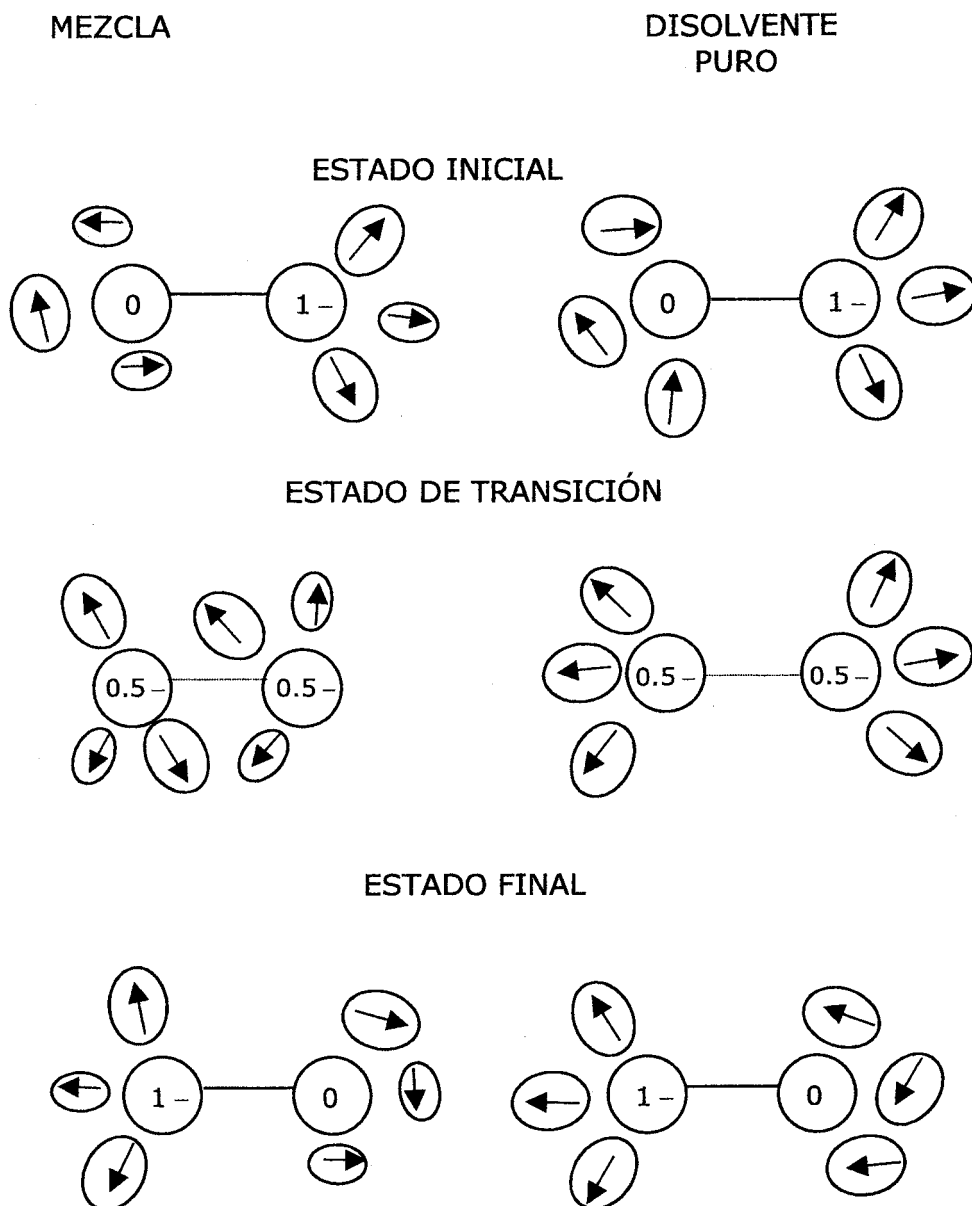 MEZCLA
DISOLVENTE
PURO
ESTADO INICIAL
0 1– 0 1–
ESTADO DE TRANSICIÓN
0.5– 0.5– 0.5– 0.5–
ESTADO FINAL
1– 0 1– 0